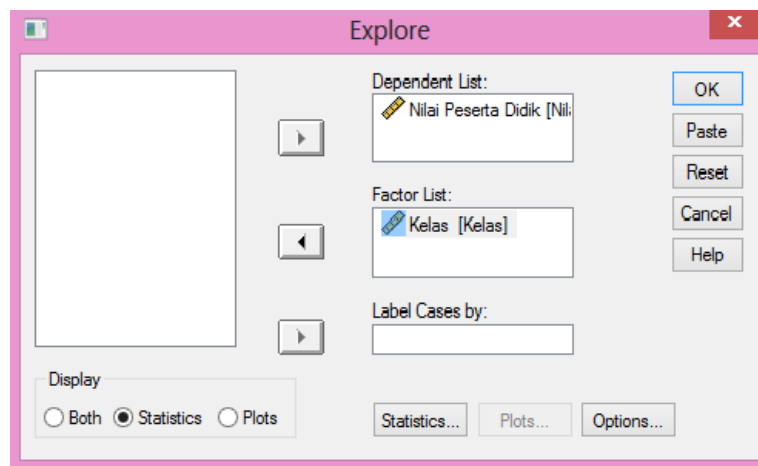 Explore
Dependent List:
Nilai Peserta Didik [Nil
Factor List:
Kelas [Kelas]
Label Cases by:
OK
Paste
Reset
Cancel
Help
Display
Both Statistics Plots
Statistics... Plots... Options...